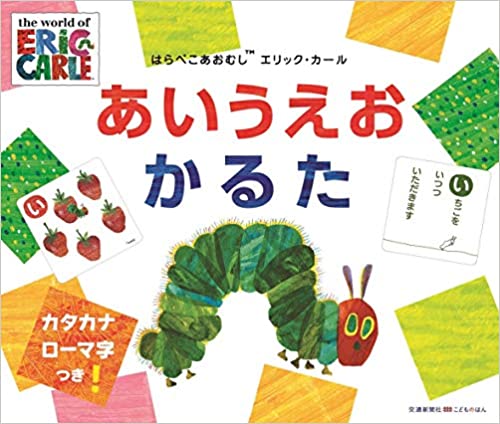 the world of
ERIC CARLE
はらぺこあおむし™ エリック・カール
あいうえお
かるた
い
い
ちごを
いつつ
いただきます
カタカナ
ローマ字
つき!
交通新聞社 こどものほん